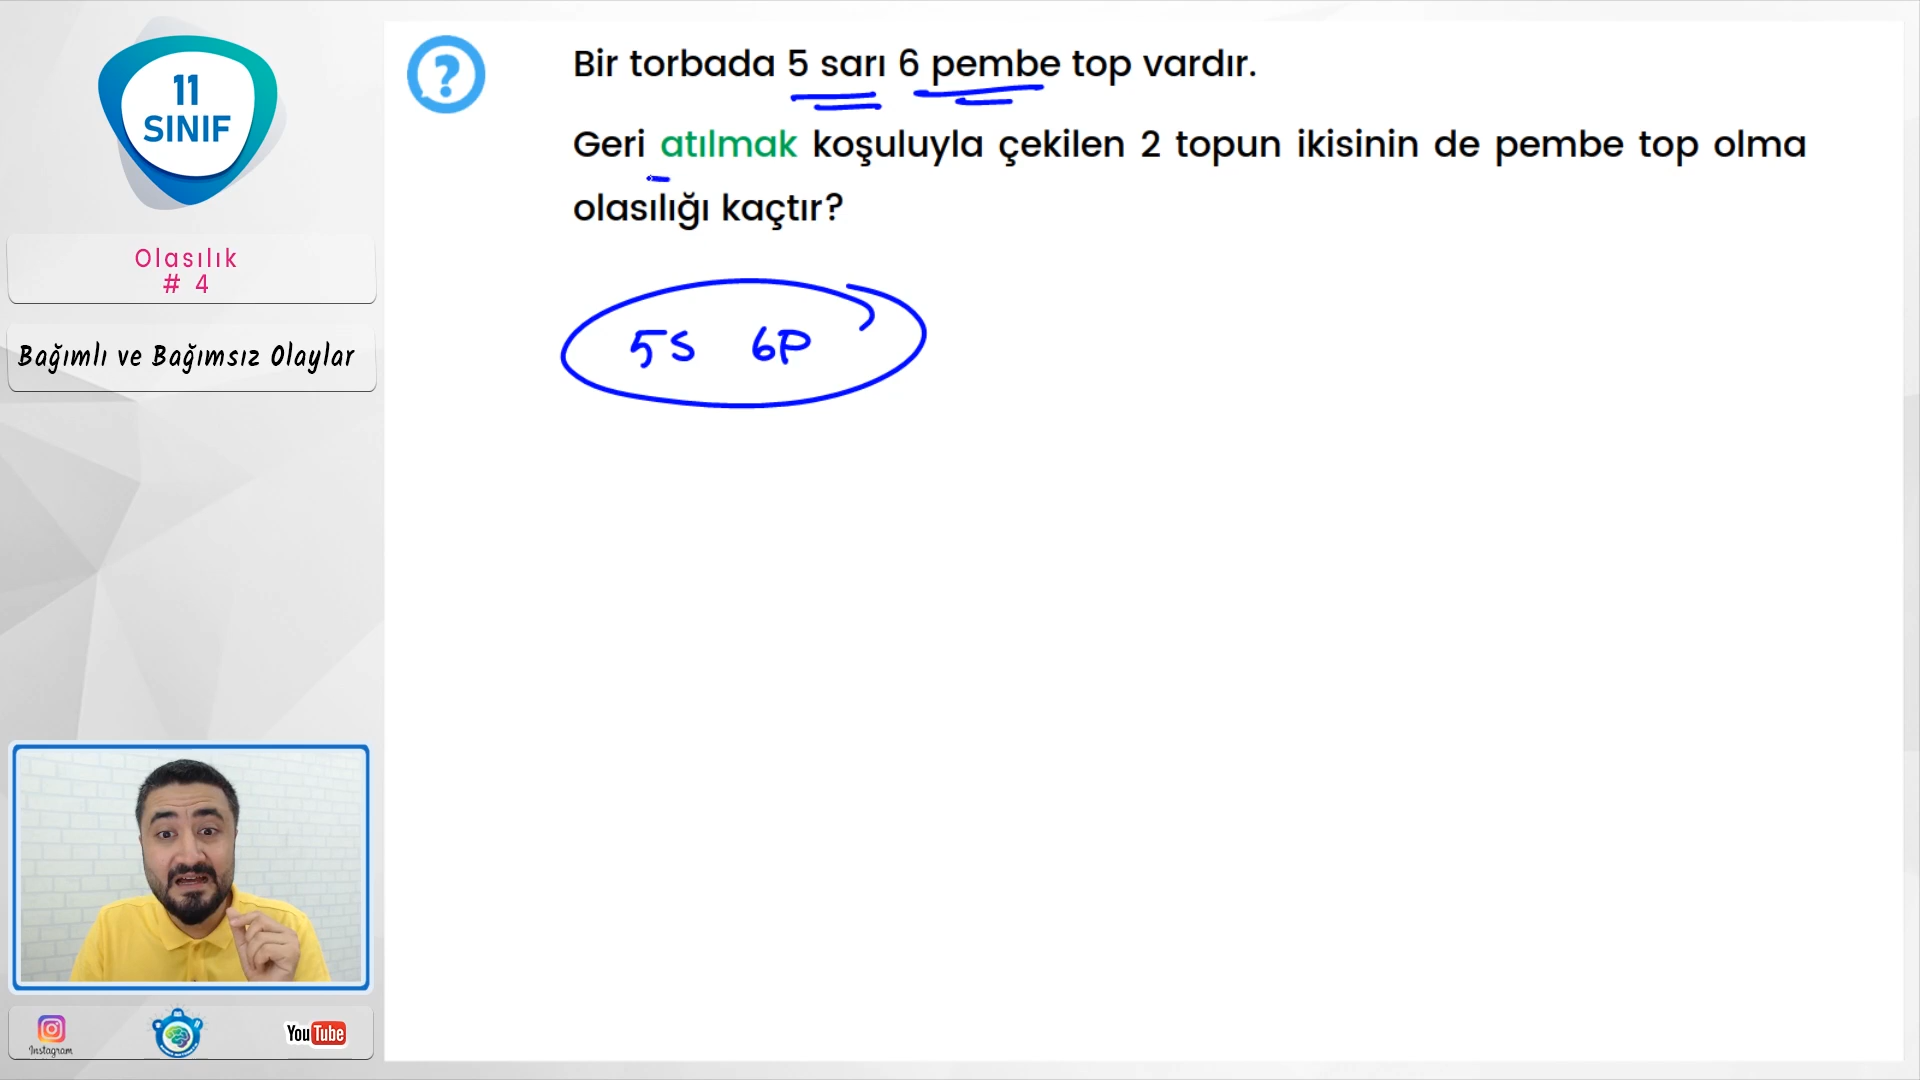 11
SINIF
Olasılık
# 4
Bağımlı ve Bağımsız Olaylar
Instagram
YouTube
Bir torbada 5 sarı 6 pembe top vardır.
Geri atılmak koşuluyla çekilen 2 topun ikisinin de pembe top olma
olasılığı kaçtır?
5S 6P